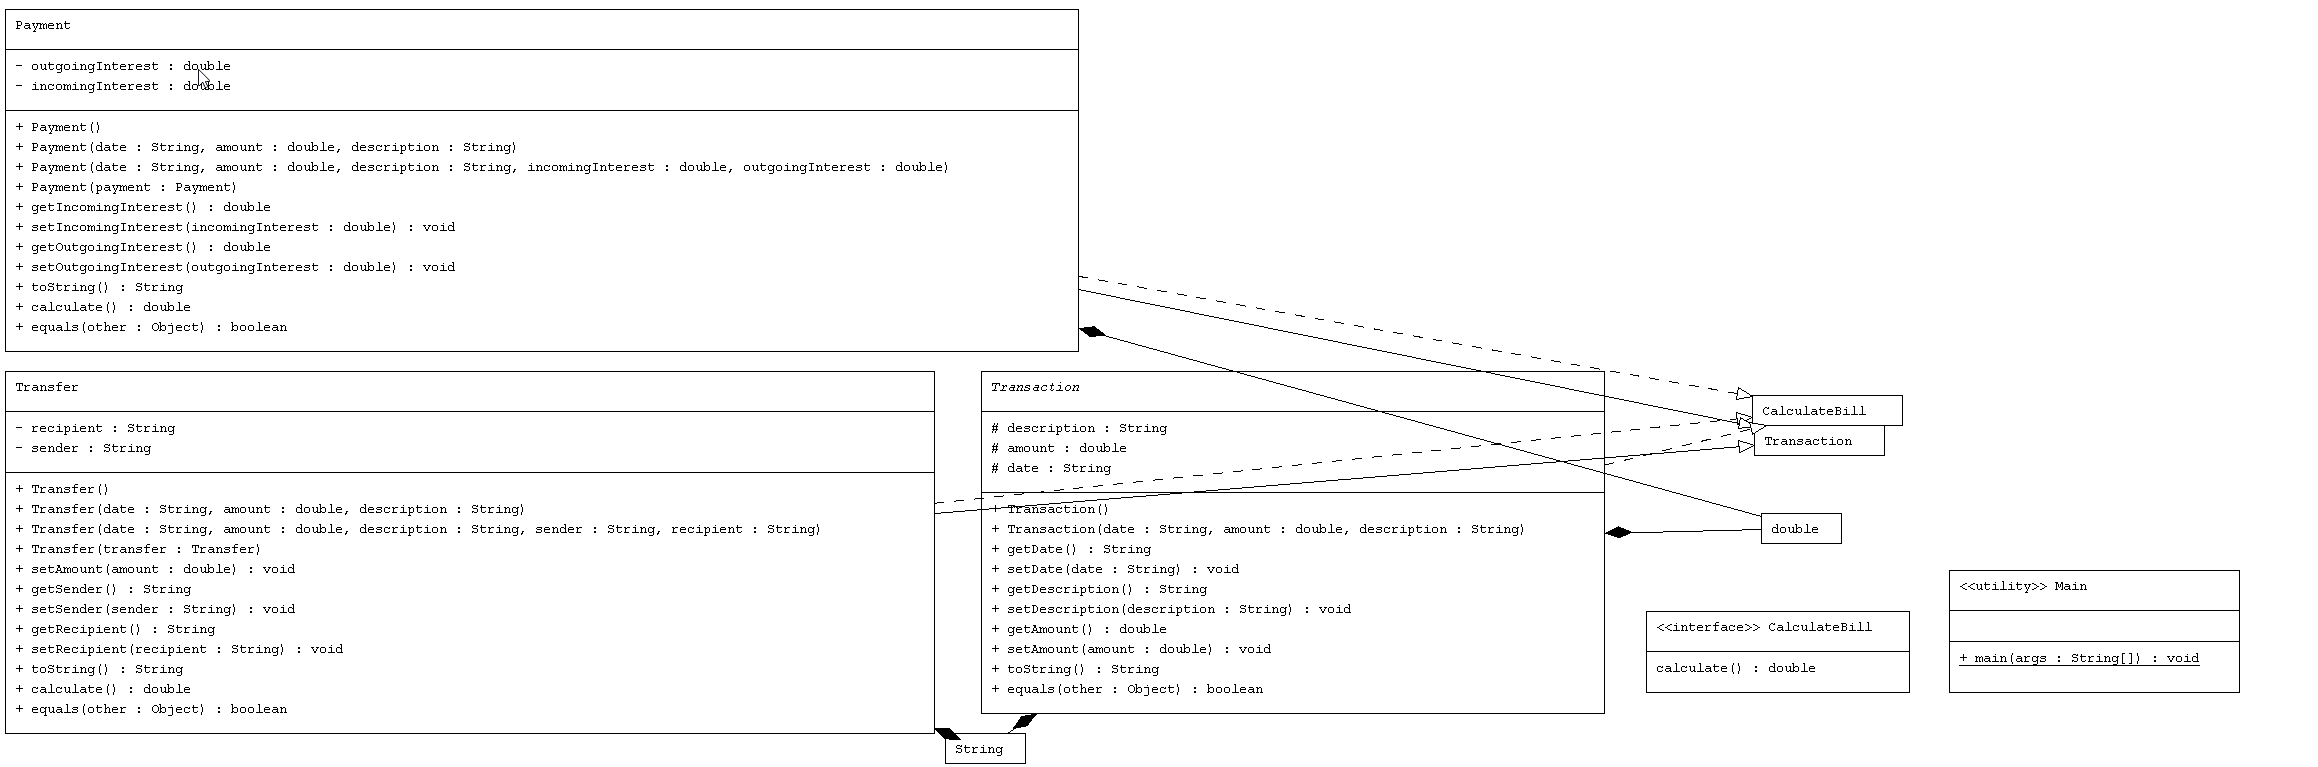 Payment
- outgoingInterest : double
- incomingInterest : double
+ Payment()
+ Payment(date : String, amount : double, description : String)
+ Payment(date : String, amount : double, description : String, incomingInterest : double, outgoingInterest : double)
+ Payment(payment : Payment)
+ getIncomingInterest() : double
+ setIncomingInterest(incomingInterest : double) : void
+ getOutgoingInterest() : double
+ setOutgoingInterest(outgoingInterest : double) : void
+ toString() : String
+ calculate() : double
+ equals(other : Object) : boolean
Transfer
- recipient : String
- sender : String
+ Transfer()
+ Transfer(date : String, amount : double, description : String)
+ Transfer(date : String, amount : double, description : String, sender : String, recipient : String)
+ Transfer(transfer : Transfer)
+ setAmount(amount : double) : void
+ getSender() : String
+ setSender(sender : String) : void
+ getRecipient() : String
+ setRecipient(recipient : String) : void
+ toString() : String
+ calculate() : double
+ equals(other : Object) : boolean
Transaction
# description : String
# amount : double
# date : String
+ Transaction()
+ Transaction(date : String, amount : double, description : String)
+ getDate() : String
+ setDate(date : String) : void
+ getDescription() : String
+ setDescription(description : String) : void
+ getAmount() : double
+ setAmount(amount : double) : void
+ toString() : String
+ equals(other : Object) : boolean
CalculateBill
Transaction
double
<<interface>> CalculateBill
calculate() : double
<<utility>> Main
+ main(args : String[]) : void
String